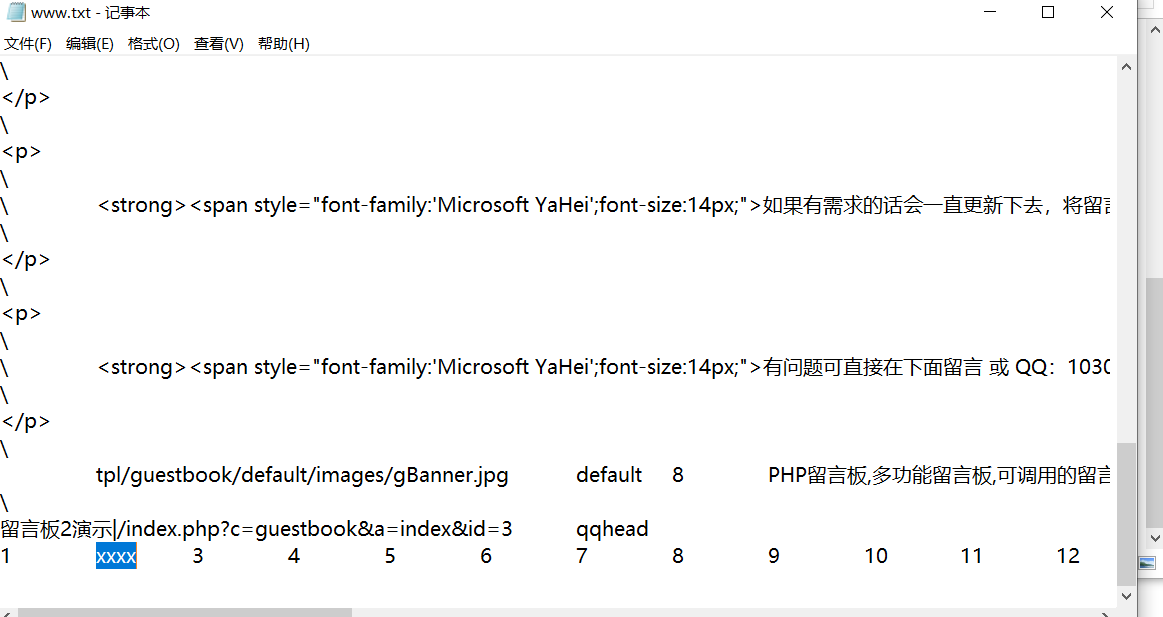 www.txt - 记事本
文件(F) 编辑(E) 格式(O) 查看(V) 帮助(H)
\
</p>
\
<p>
\
\ <strong><span style="font-family:'Microsoft YaHei';font-size:14px;">如果有需求的话会一直更新下去，将留
\
</p>
\
<p>
\
\ <strong><span style="font-family:'Microsoft YaHei';font-size:14px;">有问题可直接在下面留言 或 QQ：1030
\
</p>
\
tpl/guestbook/default/images/gBanner.jpg default 8 PHP留言板,多功能留言板,可调用的留言
\
留言板2演示|/index.php?c=guestbook&a=index&id=3 qqhead
1 xxxx 3 4 5 6 7 8 9 10 11 12